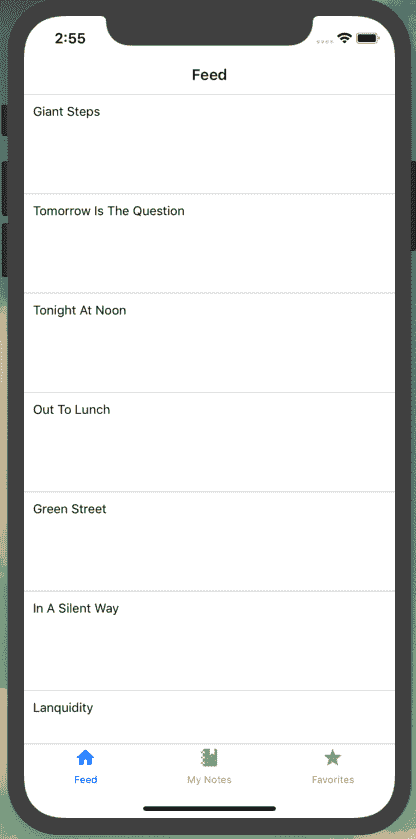 2:55
Feed
Giant Steps
Tomorrow Is The Question
Tonight At Noon
Out To Lunch
Green Street
In A Silent Way
Lanquidity
Feed
My Notes
Favorites